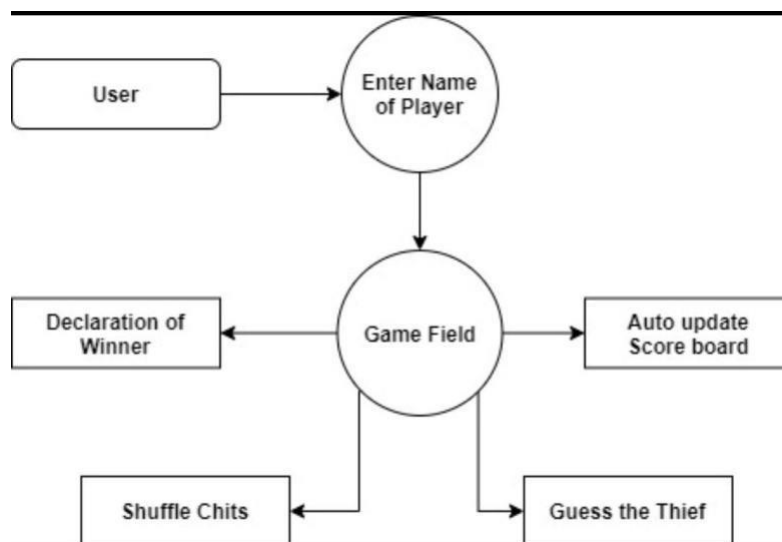 User
Enter Name
of Player
Declaration of
Winner
Game Field
Auto update
Score board
Shuffle Chits
Guess the Thief